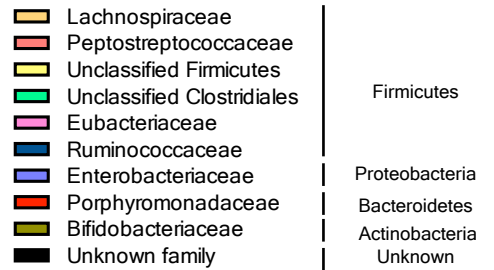 Lachnospiraceae
Peptostreptococcaceae
Unclassified Firmicutes
Unclassified Clostridiales
Eubacteriaceae
Ruminococcaceae
Enterobacteriaceae
Porphyromonadaceae
Bifidobacteriaceae
Unknown family
Firmicutes
Proteobacteria
Bacteroidetes
Actinobacteria
Unknown